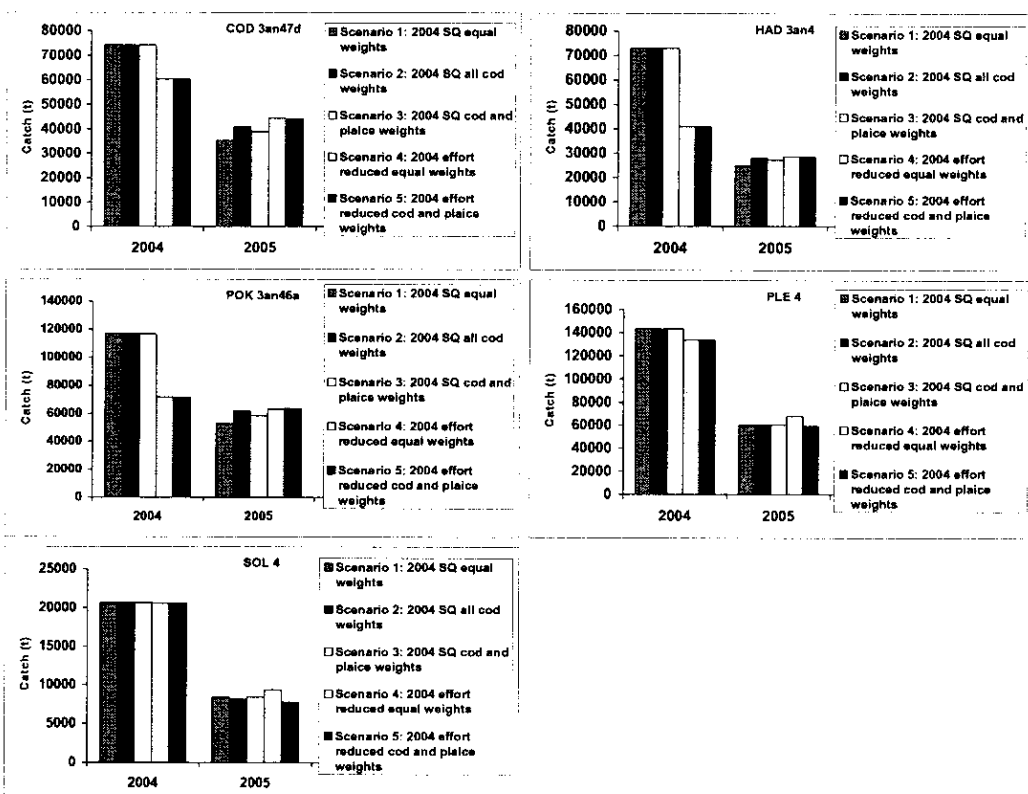 COD 3an47d
80000
70000
60000
50000
40000
30000
20000
10000
0
Catch (t)
2004
2005
Scenario 1: 2004 SQ equal
weights
Scenario 2: 2004 SQ all cod
weights
Scenario 3: 2004 SQ cod and
plaice weights
Scenario 4: 2004 effort
reduced equal weights
Scenario 5: 2004 effort
reduced cod and plaice
weights
HAD 3an4
80000
70000
60000
50000
40000
30000
20000
10000
0
Catch (t)
2004
2005
Scenario 1: 2004 SQ equal
weights
Scenario 2: 2004 SQ all cod
weights
Scenario 3: 2004 SQ cod and
plaice weights
Scenario 4: 2004 effort
reduced equal weights
Scenario 5: 2004 effort
reduced cod and plaice
weights
POK 3an46a
140000
120000
100000
80000
60000
40000
20000
0
Catch (t)
2004
2005
Scenario 1: 2004 SQ equal
weights
Scenario 2: 2004 SQ all cod
weights
Scenario 3: 2004 SQ cod and
plaice weights
Scenario 4: 2004 effort
reduced equal weights
Scenario 5: 2004 effort
reduced cod and plaice
weights
PLE 4
160000
140000
120000
100000
80000
60000
40000
20000
0
Catch (t)
2004
2005
Scenario 1: 2004 SQ equal
weights
Scenario 2: 2004 SQ all cod
weights
Scenario 3: 2004 SQ cod and
plaice weights
Scenario 4: 2004 effort
reduced equal weights
Scenario 5: 2004 effort
reduced cod and plaice
weights
SOL 4
25000
20000
15000
10000
5000
0
Catch (t)
2004
2005
Scenario 1: 2004 SQ equal
weights
Scenario 2: 2004 SQ all cod
weights
Scenario 3: 2004 SQ cod and
plaice weights
Scenario 4: 2004 effort
reduced equal weights
Scenario 5: 2004 effort
reduced cod and plaice
weights